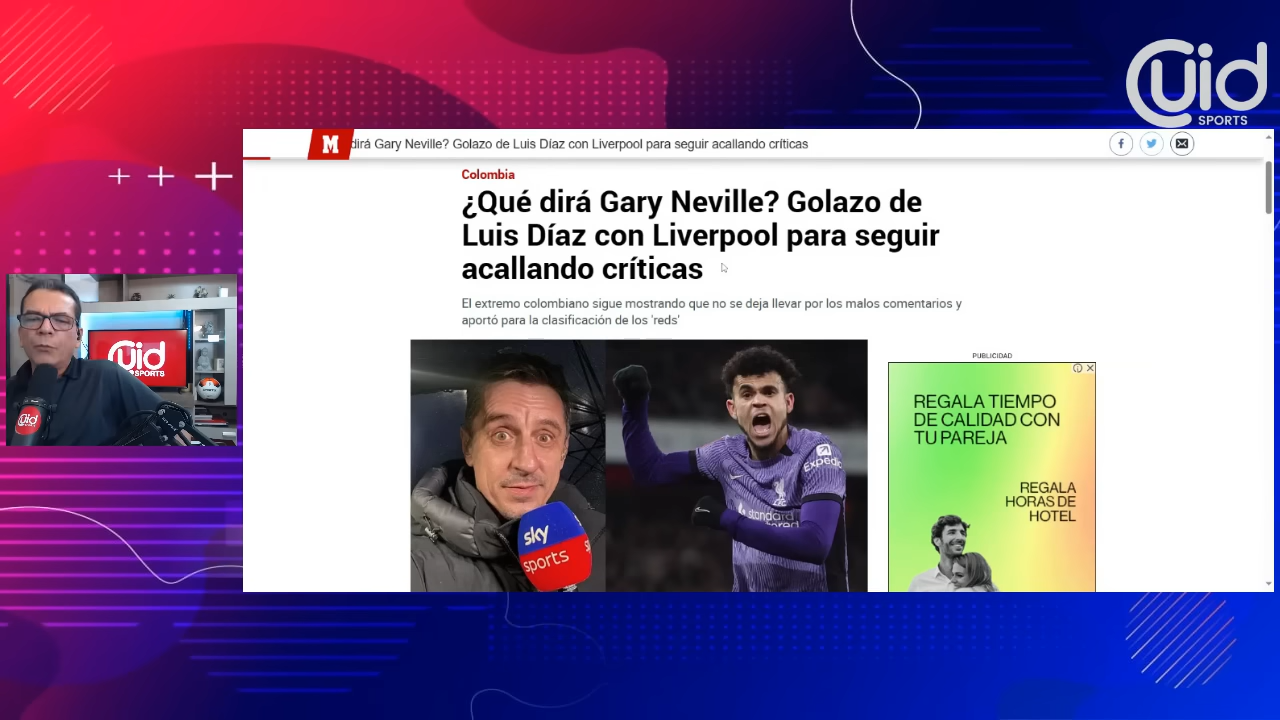 Cuid
SPORTS
M
dirá Gary Neville? Golazo de Luis Díaz con Liverpool para seguir acallando críticas
Colombia
¿Qué dirá Gary Neville? Golazo de
Luis Díaz con Liverpool para seguir
acallando críticas
El extremo colombiano sigue mostrando que no se deja llevar por los malos comentarios y
aportó para la clasificación de los 'reds'
PUBLICIDAD
REGALA TIEMPO
DE CALIDAD CON
TU PAREJA
REGALA
HORAS DE
HOTEL
sky
sports
Expedia
standard
Cuid
SPORTS
Cuid